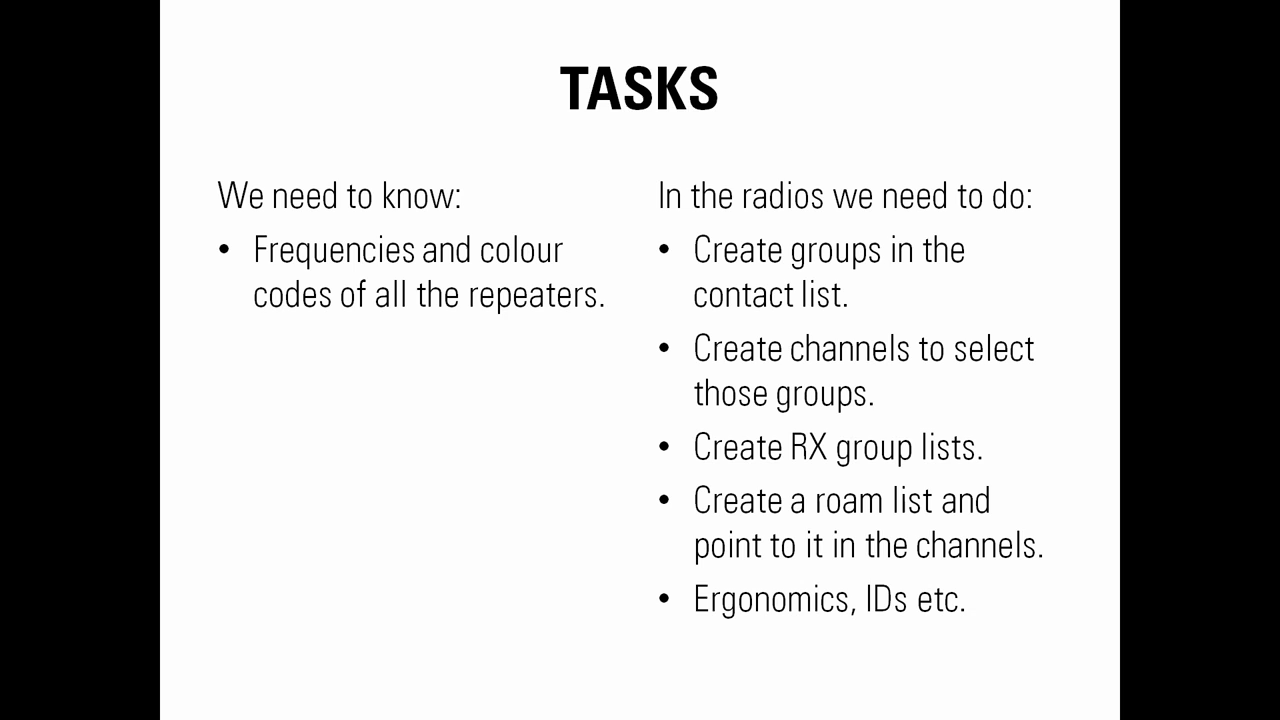 TASKS
We need to know:
• Frequencies and colour
codes of all the repeaters.
In the radios we need to do:
• Create groups in the
contact list.
• Create channels to select
those groups.
• Create RX group lists.
• Create a roam list and
point to it in the channels.
• Ergonomics, IDs etc.